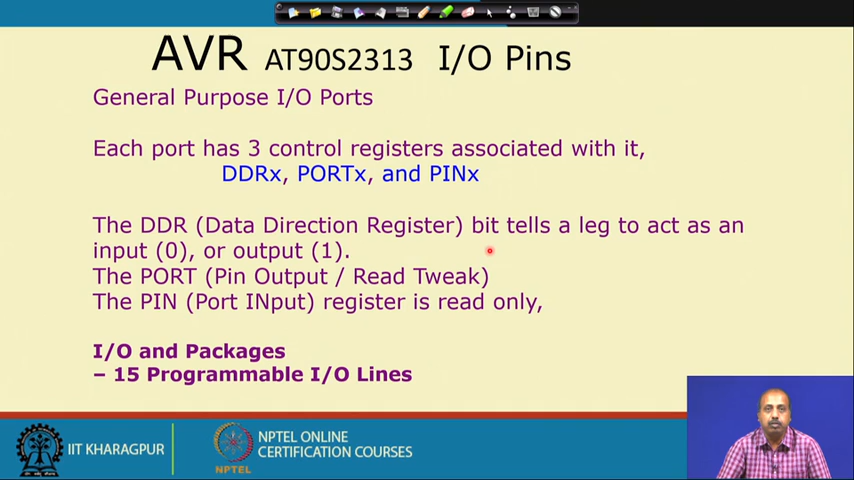 AVR AT90S2313 I/O Pins
General Purpose I/O Ports
Each port has 3 control registers associated with it,
DDRx, PORTx, and PINx
The DDR (Data Direction Register) bit tells a leg to act as an
input (0), or output (1).
The PORT (Pin Output / Read Tweak)
The PIN (Port INput) register is read only,
I/O and Packages
– 15 Programmable I/O Lines
IIT KHARAGPUR
NPTEL
NPTEL ONLINE
CERTIFICATION COURSES